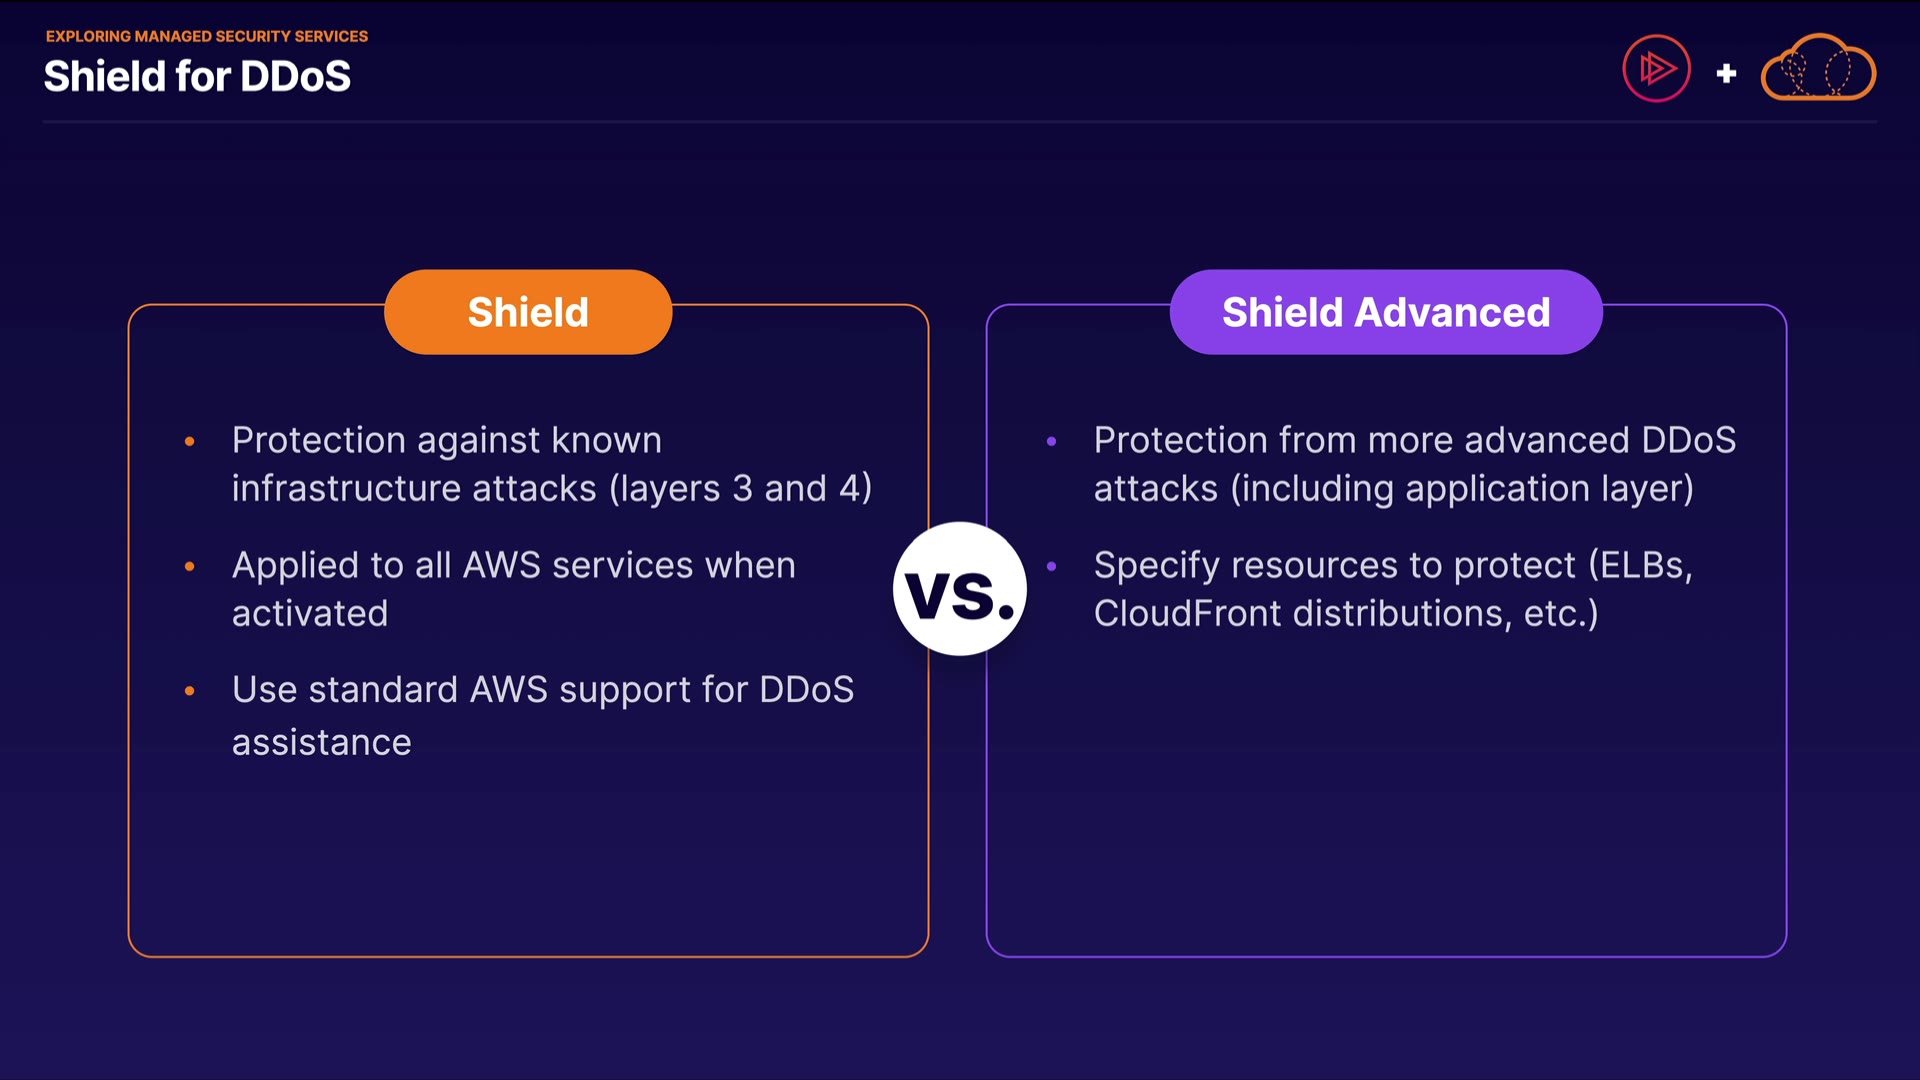 EXPLORING MANAGED SECURITY SERVICES
Shield for DDoS
+
Shield
• Protection against known
infrastructure attacks (layers 3 and 4)
• Applied to all AWS services when
activated
• Use standard AWS support for DDoS
assistance
vs.
Shield Advanced
• Protection from more advanced DDoS
attacks (including application layer)
• Specify resources to protect (ELBs,
CloudFront distributions, etc.)